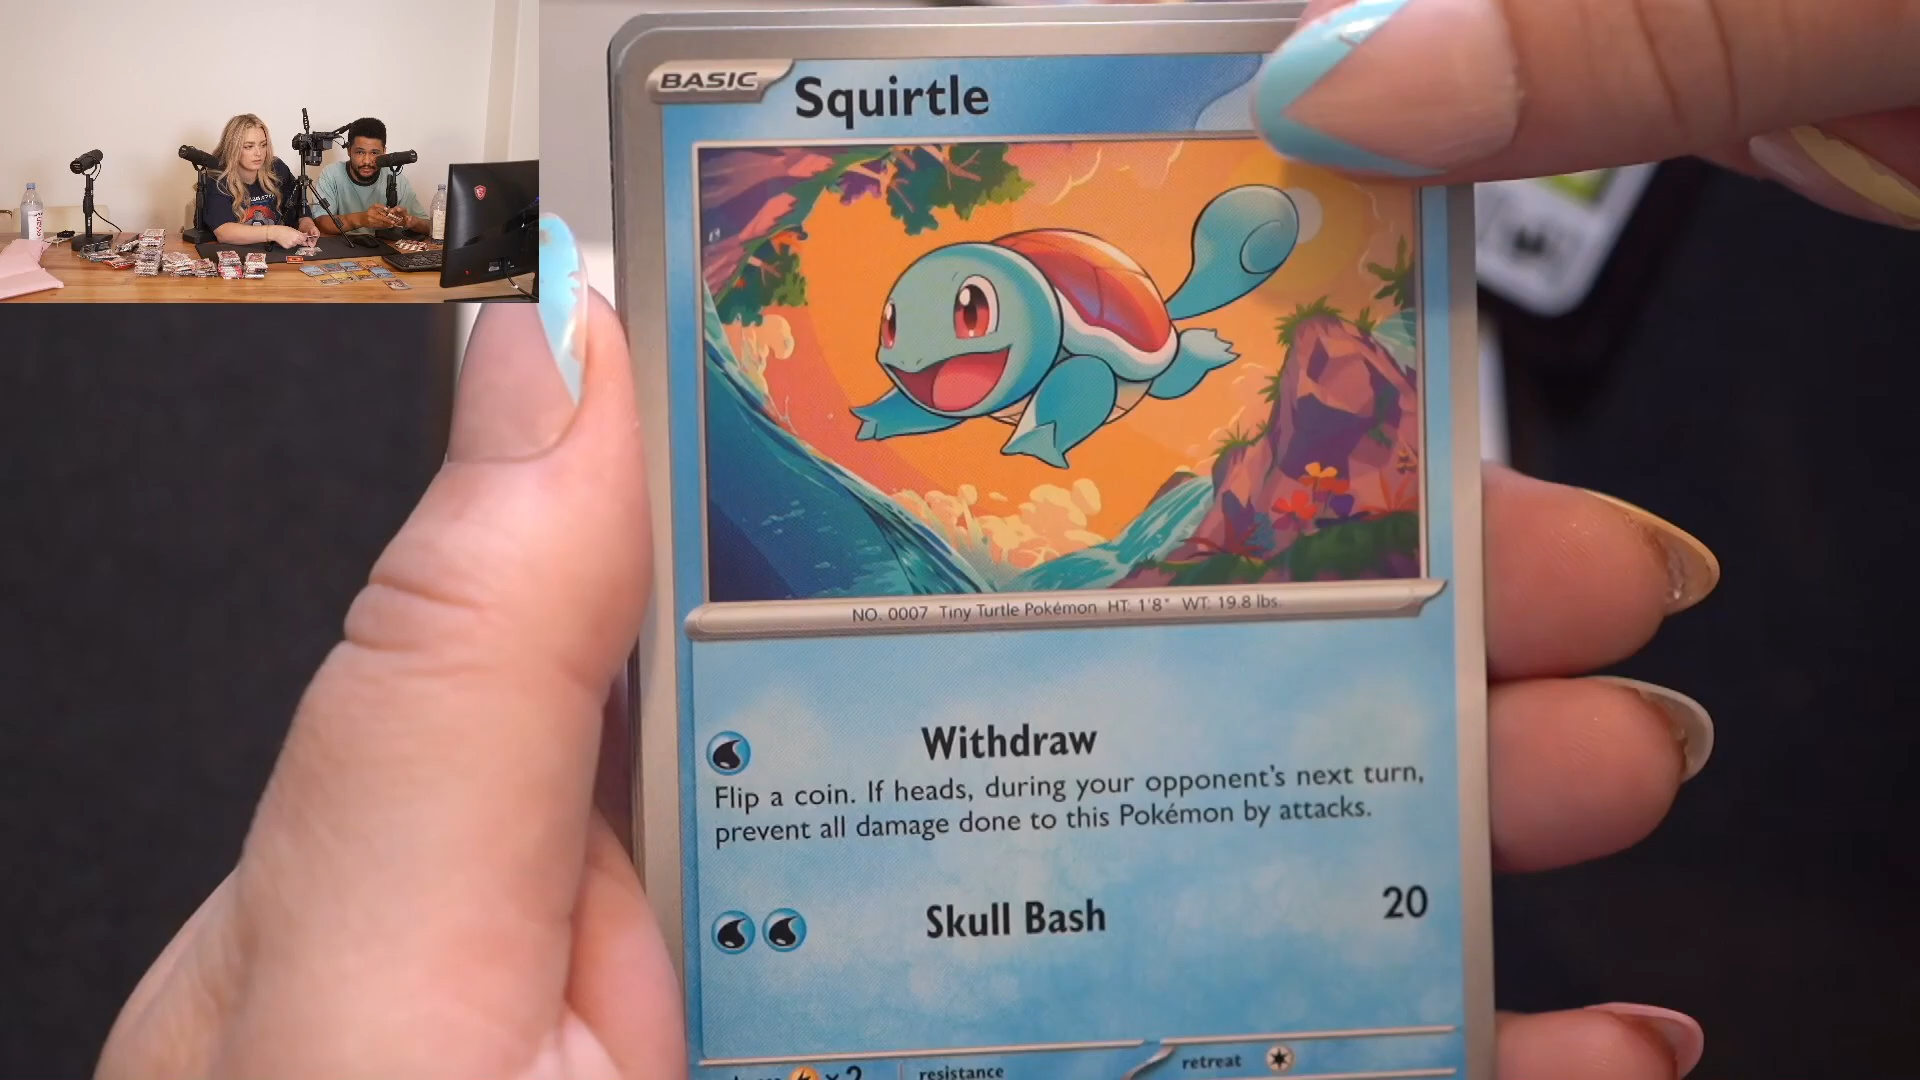 BASIC
Squirtle
NO. 0007 Tiny Turtle Pokémon HT: 1'8" WT: 19.8 lbs.
Withdraw
Flip a coin. If heads, during your opponent's next turn,
prevent all damage done to this Pokémon by attacks.
Skull Bash 20
x2 resistance retreat